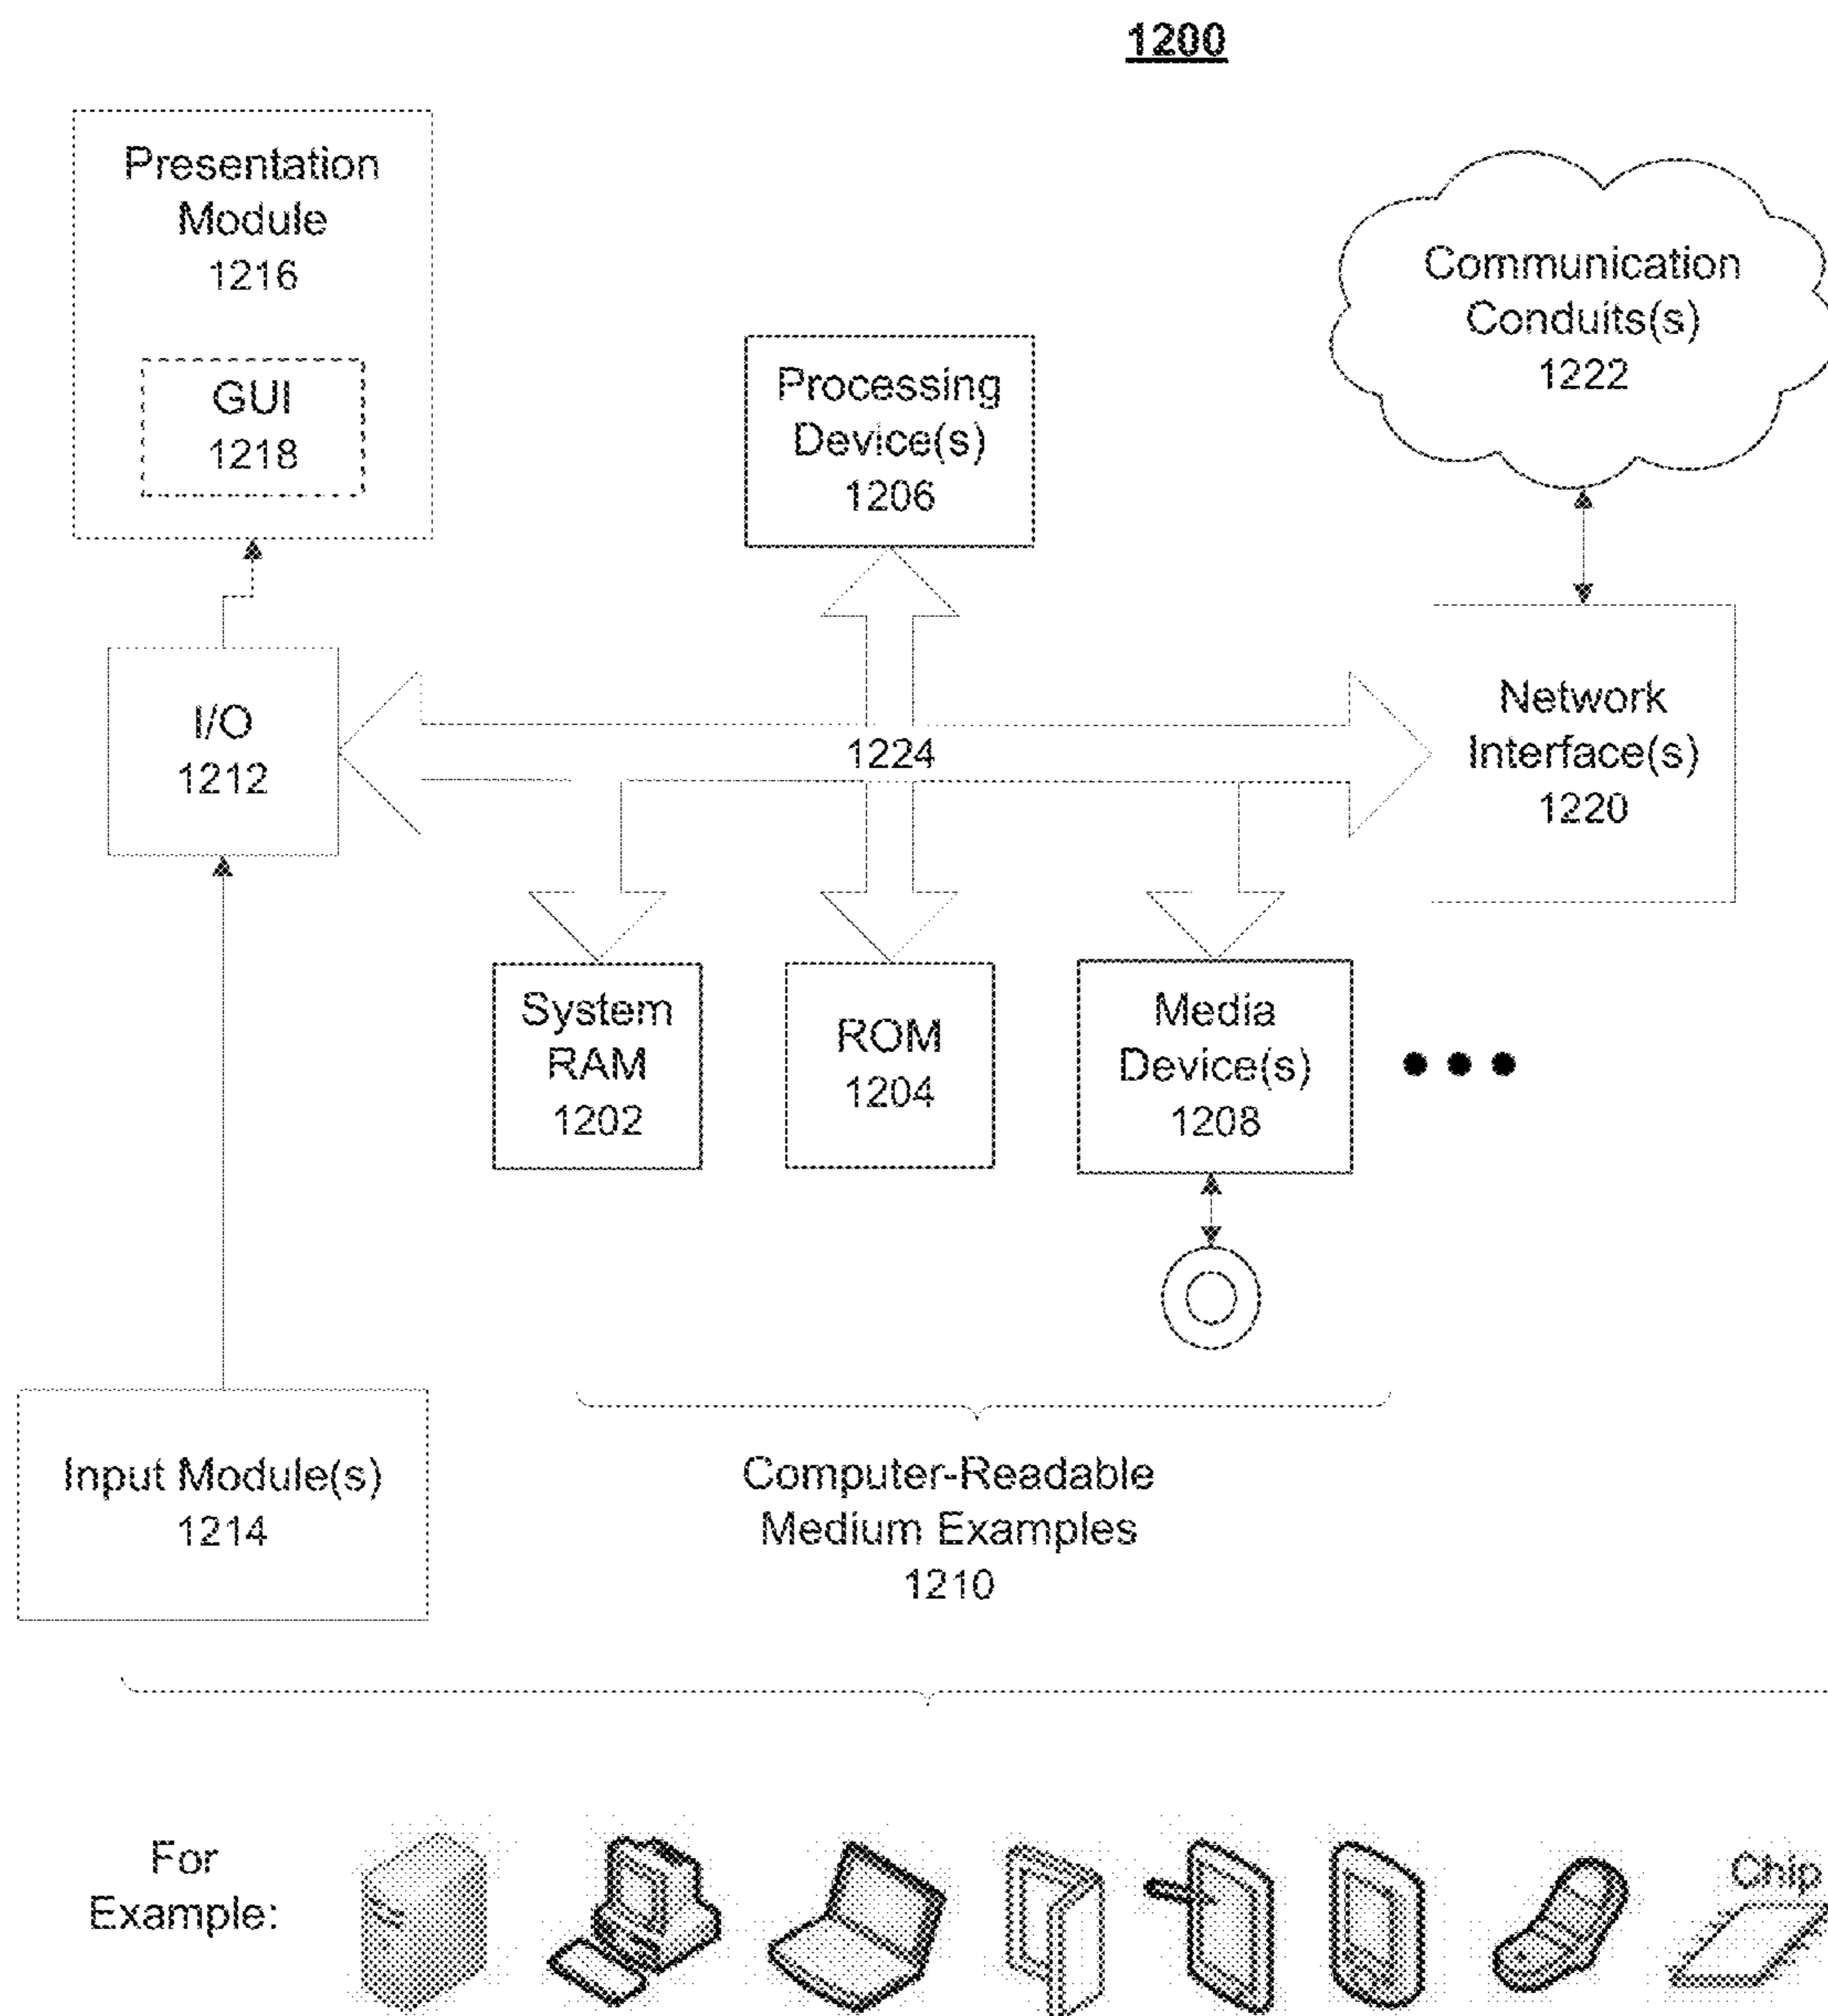 1200
Presentation
Module
1216
GUI
1218
Processing
Device(s)
1206
Communication
Conduits(s)
1222
I/O
1212
1224
Network
Interface(s)
1220
System
RAM
1202
ROM
1204
Media
Device(s)
1208
Input Module(s)
1214
Computer-Readable
Medium Examples
1210
For
Example:
Chip